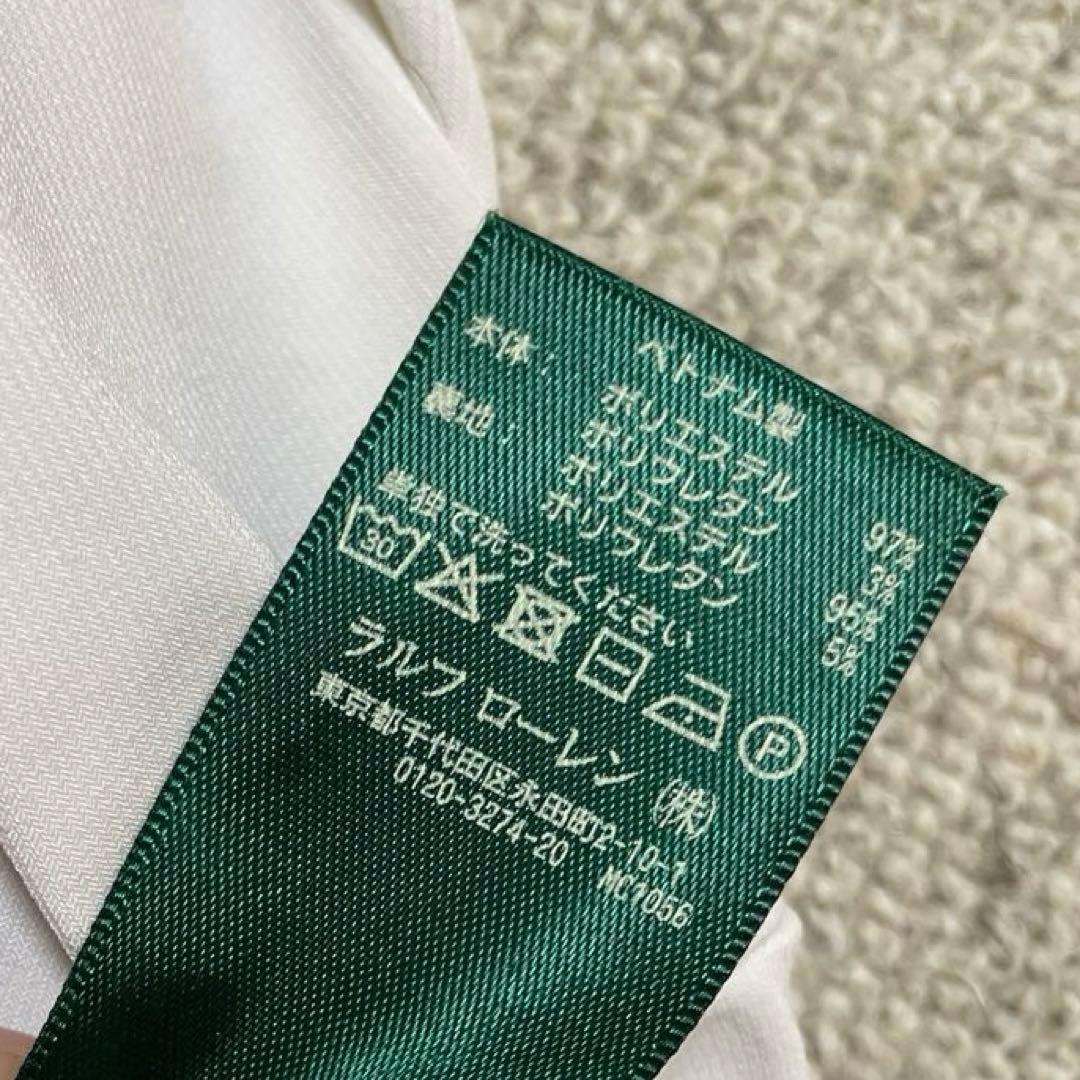 ベトナム製
本体: ポリエステル 97%
ポリウレタン 3%
裏地: ポリエステル 95%
ポリウレタン 5%
単独で洗ってください
30 P
ラルフ ローレン (株)
東京都千代田区永田町2-10-1
0120-3274-20 MC7056